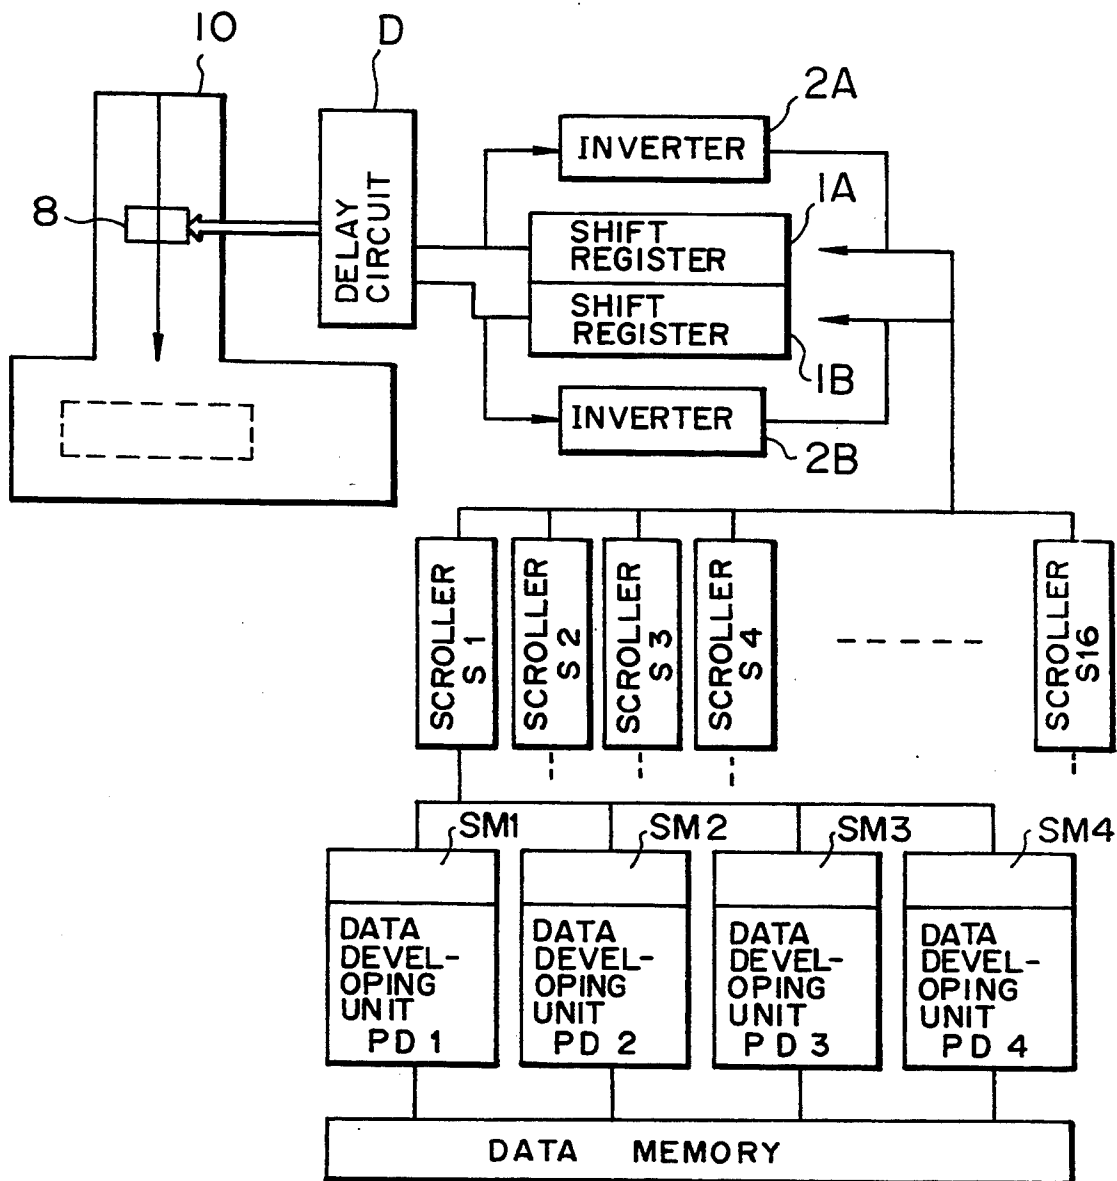 10
D
2A
INVERTER
1A
8
DELAY
CIRCUIT
SHIFT
REGISTER
SHIFT
REGISTER
1B
INVERTER
2B
SCROLLER
S1
SCROLLER
S2
SCROLLER
S3
SCROLLER
S4
SCROLLER
S16
SM1
SM2
SM3
SM4
DATA
DEVEL-
OPING
UNIT
PD1
DATA
DEVEL-
OPING
UNIT
PD2
DATA
DEVEL-
OPING
UNIT
PD3
DATA
DEVEL-
OPING
UNIT
PD4
DATA MEMORY